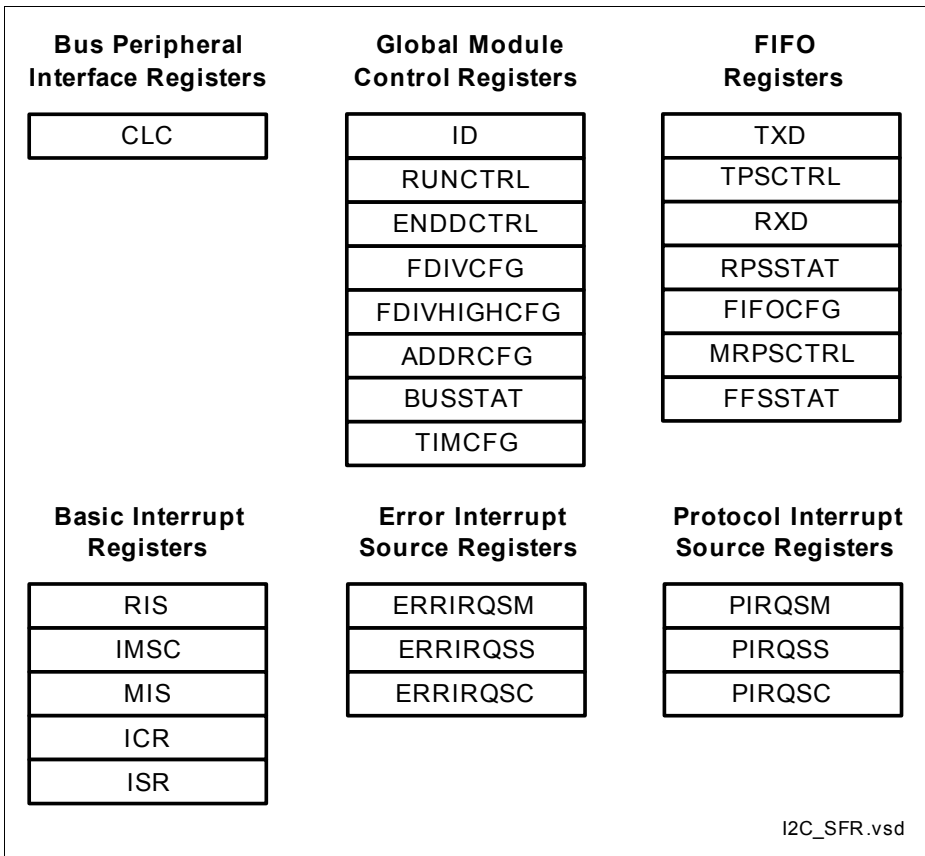 Bus Peripheral
Interface Registers
CLC
Global Module
Control Registers
ID
RUNCTRL
ENDDCTRL
FDIVCFG
FDIVHIGHCFG
ADDRCFG
BUSSTAT
TIMCFG
FIFO
Registers
TXD
TPSCTRL
RXD
RPSSTAT
FIFOCFG
MRPSCTRL
FFSSTAT
Basic Interrupt
Registers
RIS
IMSC
MIS
ICR
ISR
Error Interrupt
Source Registers
ERRIRQSM
ERRIRQSS
ERRIRQSC
Protocol Interrupt
Source Registers
PIRQSM
PIRQSS
PIRQSC
I2C_SFR.vsd